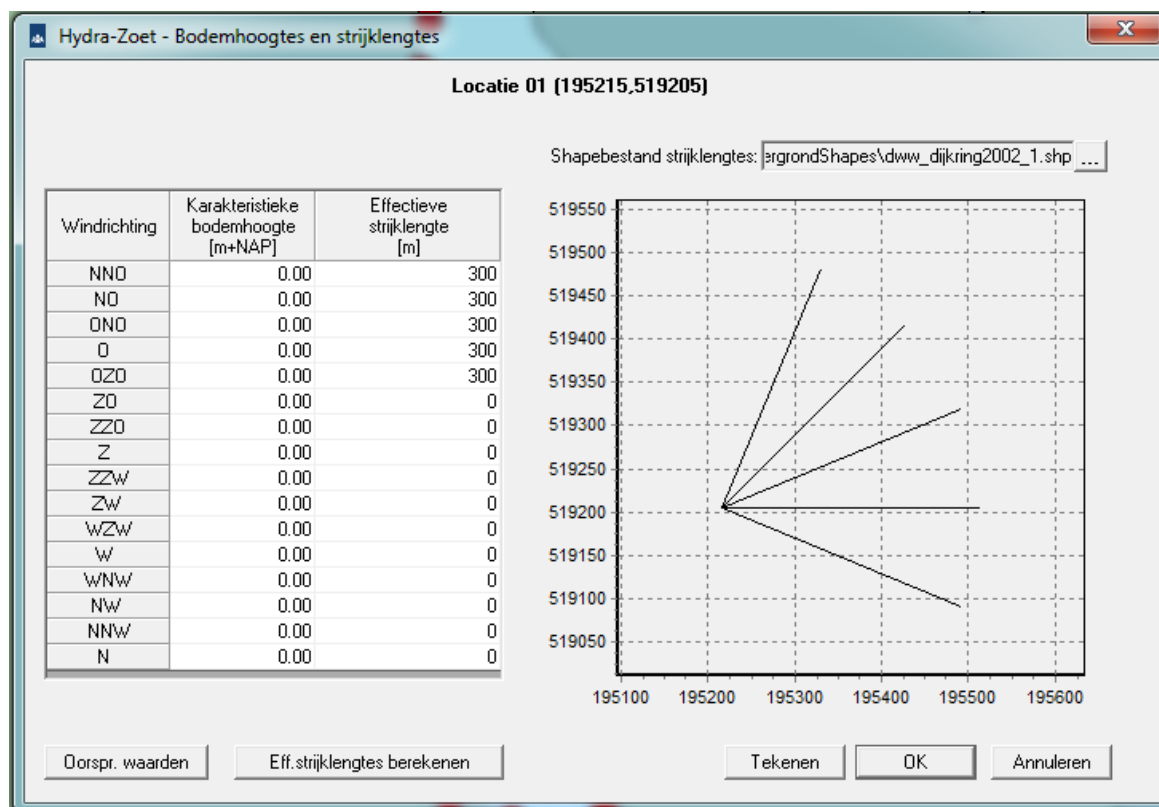 Hydra-Zoet - Bodemhoogtes en strijklengtes
Locatie 01 (195215,519205)
Shapebestand strijklengtes: ergrondShapes\dww_dijkring2002_1.shp ...
Windrichting Karakteristieke bodemhoogte [m+NAP] Effectieve strijklengte [m]
NNO 0.00 300
NO 0.00 300
ONO 0.00 300
O 0.00 300
OZO 0.00 300
ZO 0.00 0
ZZO 0.00 0
Z 0.00 0
ZZW 0.00 0
ZW 0.00 0
WZW 0.00 0
W 0.00 0
WNW 0.00 0
NW 0.00 0
NNW 0.00 0
N 0.00 0
519550
519500
519450
519400
519350
519300
519250
519200
519150
519100
519050
195100 195200 195300 195400 195500 195600
Oorspr. waarden Eff.strijklengtes berekenen Tekenen OK Annuleren